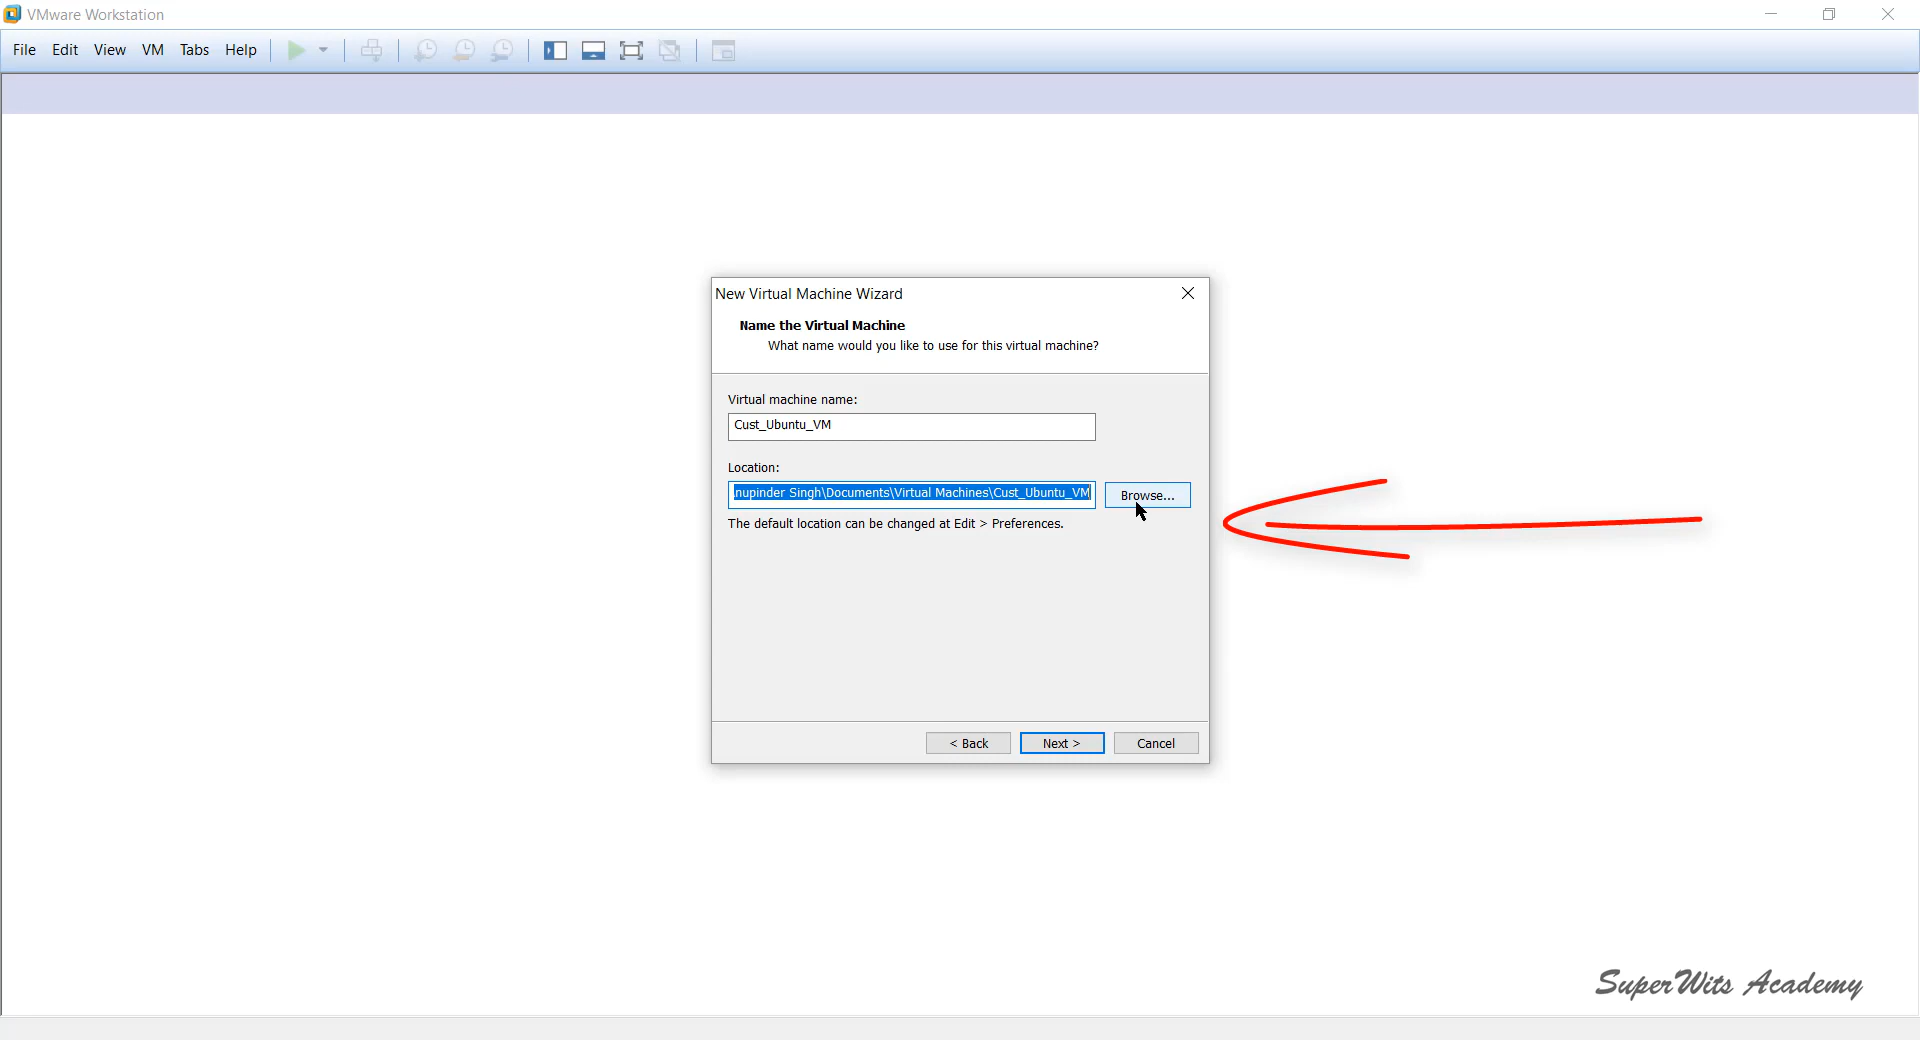 VMware Workstation
File Edit View VM Tabs Help
New Virtual Machine Wizard
Name the Virtual Machine
What name would you like to use for this virtual machine?
Virtual machine name:
Cust_Ubuntu_VM
Location:
nupinder Singh\Documents\Virtual Machines\Cust_Ubuntu_VM
Browse...
The default location can be changed at Edit > Preferences.
< Back Next > Cancel
SuperWits Academy